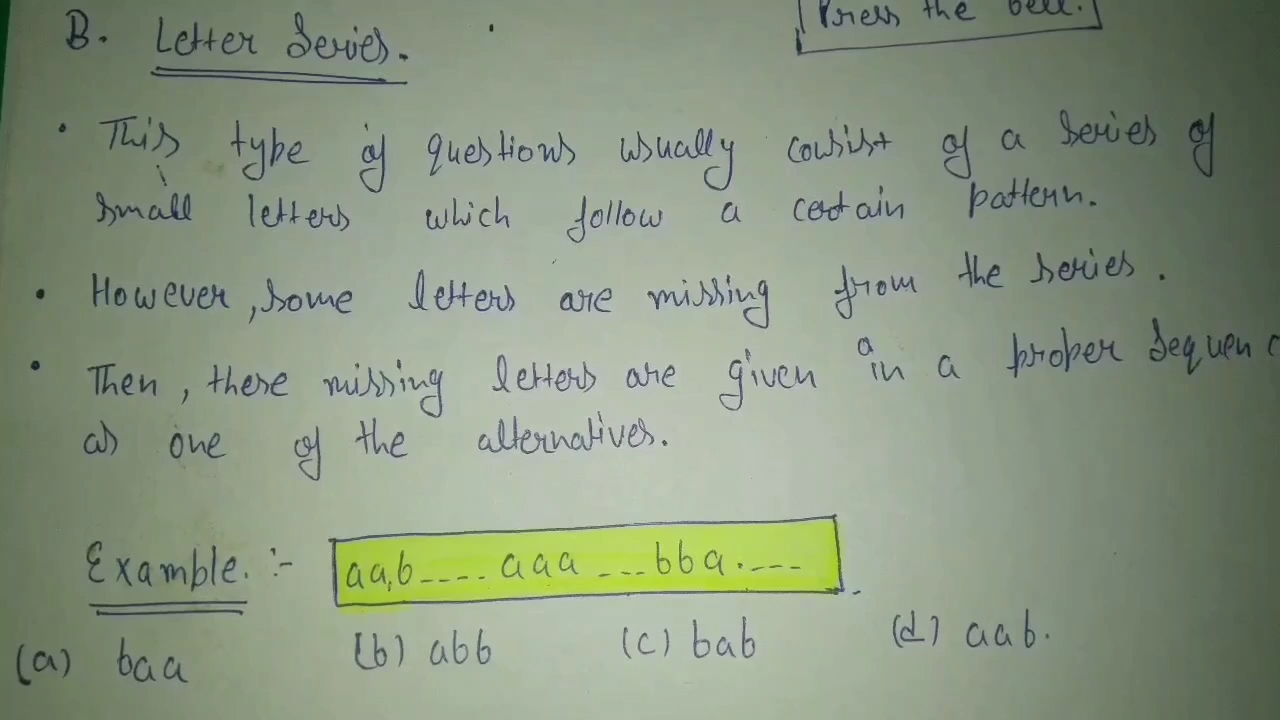 Press the bell.
B. Letter Series.
• This type of questions usually consist of a series of
small letters which follow a certain pattern.
• However, some letters are missing from the series.
• Then, these missing letters are given in a proper sequenc
as one of the alternatives.
Example :- aa,b---- aaa ---bba.---
(a) baa (b) abb (c) bab (d) aab.